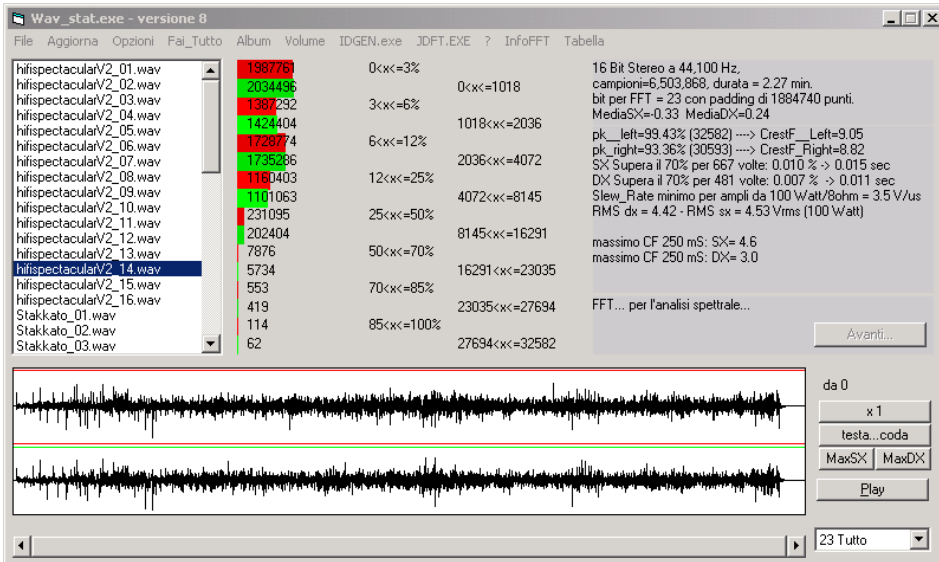 Wav_stat.exe - versione 8
File Aggiorna Opzioni Fai_Tutto Album Volume IDGEN.exe JDFT.EXE ? InfoFFT Tabella
hifispectacularV2_01.wav
hifispectacularV2_02.wav
hifispectacularV2_03.wav
hifispectacularV2_04.wav
hifispectacularV2_05.wav
hifispectacularV2_06.wav
hifispectacularV2_07.wav
hifispectacularV2_08.wav
hifispectacularV2_09.wav
hifispectacularV2_10.wav
hifispectacularV2_11.wav
hifispectacularV2_12.wav
hifispectacularV2_13.wav
hifispectacularV2_14.wav
hifispectacularV2_15.wav
hifispectacularV2_16.wav
Stakkato_01.wav
Stakkato_02.wav
Stakkato_03.wav
1987761 0<x<=3%
2034496 0<x<=1018
1387292 3<x<=6%
1424404 1018<x<=2036
1728774 6<x<=12%
1735286 2036<x<=4072
1160403 12<x<=25%
1101063 4072<x<=8145
231095 25<x<=50%
202404 8145<x<=16291
7876 50<x<=70%
5734 16291<x<=23035
553 70<x<=85%
419 23035<x<=27694
114 85<x<=100%
62 27694<x<=32582
16 Bit Stereo a 44,100 Hz,
campioni=6,503,868, durata = 2.27 min.
bit per FFT = 23 con padding di 1884740 punti.
MediaSX=-0.33 MediaDX=0.24
pk__left=99.43% (32582) ----> CrestF__Left=9.05
pk_right=93.36% (30593) ----> CrestF_Right=8.82
SX Supera il 70% per 667 volte: 0.010 % -> 0.015 sec
DX Supera il 70% per 481 volte: 0.007 % -> 0.011 sec
Slew_Rate minimo per ampli da 100 Watt/8ohm = 3.5 V/us
RMS dx = 4.42 - RMS sx = 4.53 Vrms (100 Watt)
massimo CF 250 mS: SX= 4.6
massimo CF 250 mS: DX= 3.0
FFT... per l'analisi spettrale...
Avanti...
da 0
x 1
testa...coda
MaxSX MaxDX
Play
23 Tutto